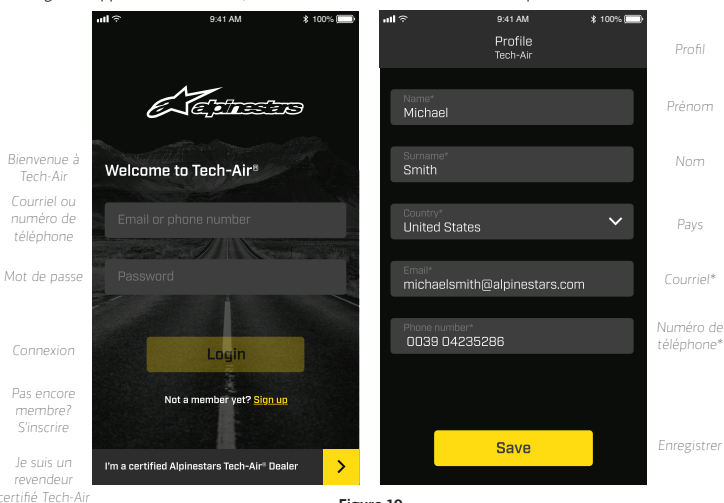 9:41 AM
100%
alpinestars
Welcome to Tech-Air®
Email or phone number
Password
Login
Not a member yet? Sign up
I'm a certified Alpinestars Tech-Air® Dealer
Bienvenue à
Tech-Air
Courriel ou
numéro de
téléphone
Mot de passe
Connexion
Pas encore
membre?
S'inscrire
Je suis un
revendeur
certifié Tech-Air
9:41 AM
100%
Profile
Tech-Air
Name*
Michael
Surname*
Smith
Country*
United States
Email*
michaelsmith@alpinestars.com
Phone number*
0039 04235286
Save
Profil
Prénom
Nom
Pays
Courriel*
Numéro de
téléphone*
Enregistrer